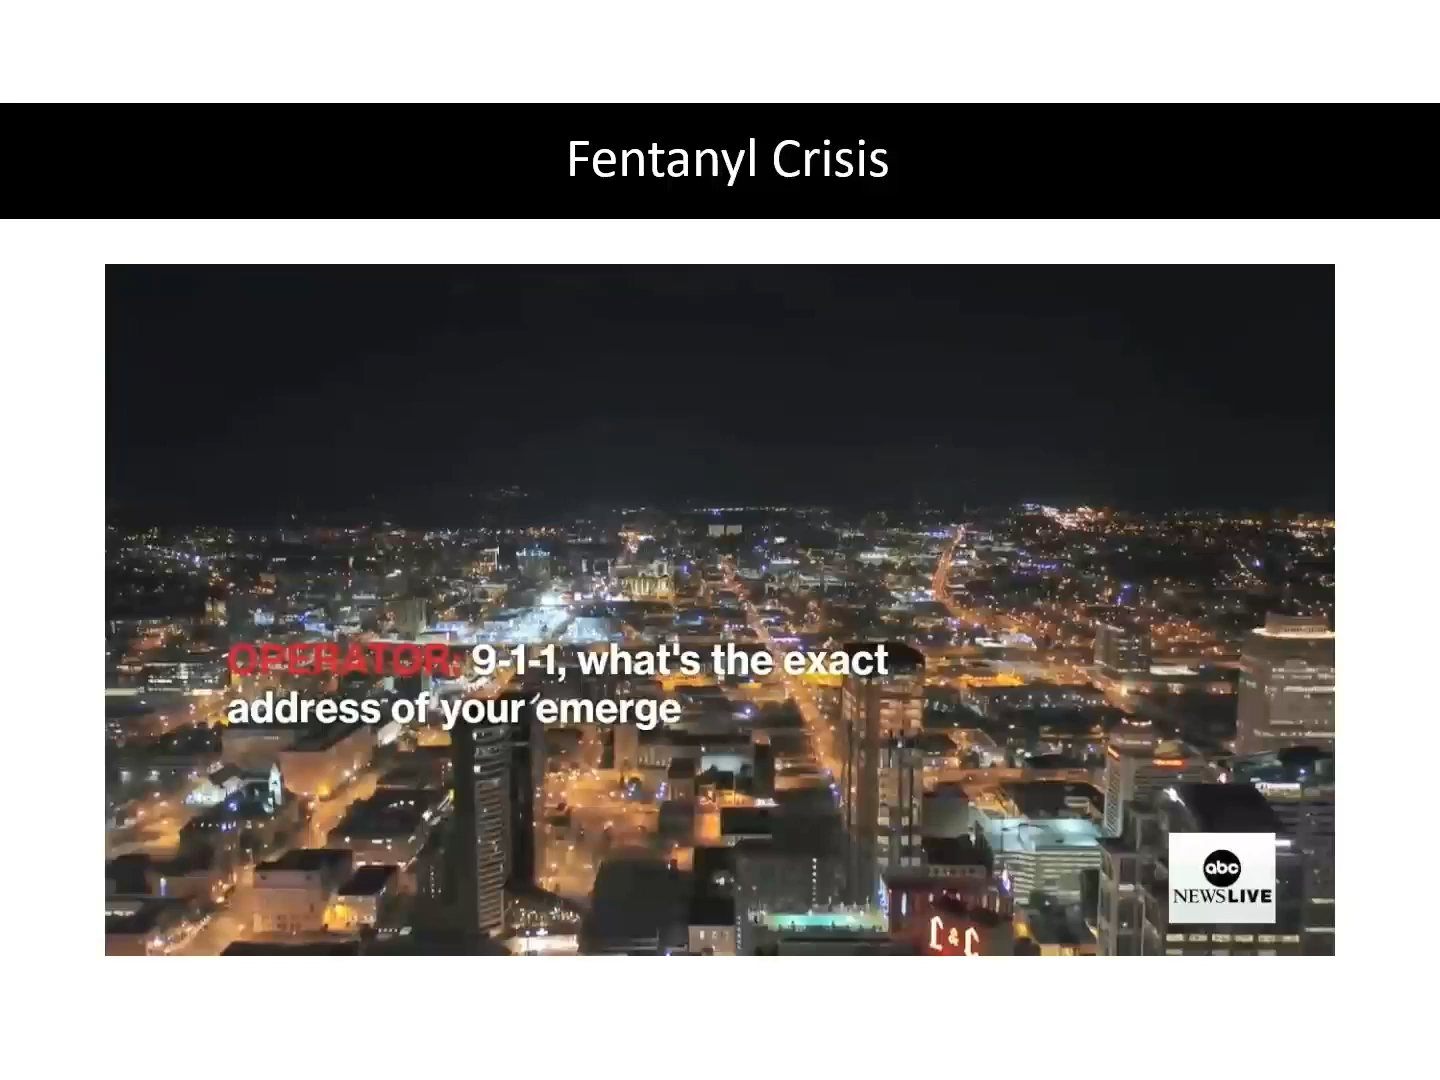 Fentanyl Crisis
OPERATOR: 9-1-1, what's the exact
address of your emerge
abc
NEWSLIVE
L&C